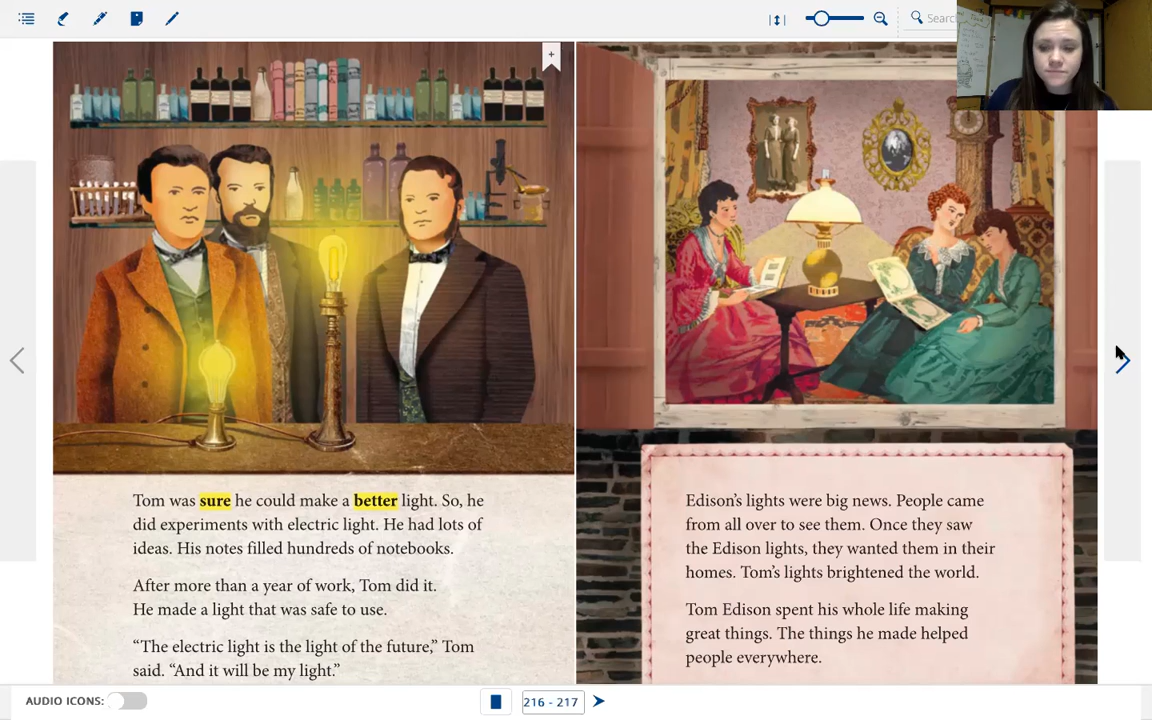 Search
Tom was sure he could make a better light. So, he
did experiments with electric light. He had lots of
ideas. His notes filled hundreds of notebooks.
After more than a year of work, Tom did it.
He made a light that was safe to use.
“The electric light is the light of the future,” Tom
said. “And it will be my light.”
Edison’s lights were big news. People came
from all over to see them. Once they saw
the Edison lights, they wanted them in their
homes. Tom’s lights brightened the world.
Tom Edison spent his whole life making
great things. The things he made helped
people everywhere.
AUDIO ICONS:
216 - 217